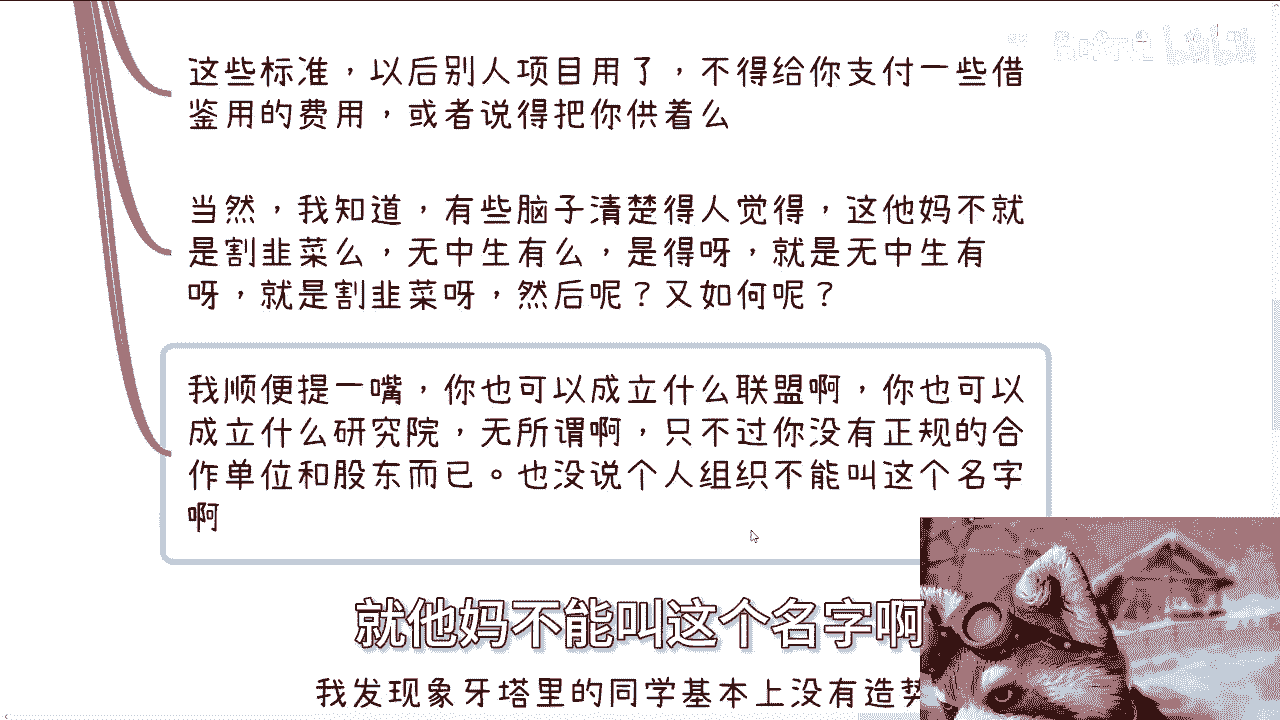 这些标准，以后别人项目用了，不得给你支付一些借
鉴用的费用，或者说得把你供着么
当然，我知道，有些脑子清楚得人觉得，这他妈不就
是割韭菜么，无中生有么，是得呀，就是无中生有
呀，就是割韭菜呀，然后呢？又如何呢？
我顺便提一嘴，你也可以成立什么联盟啊，你也可以
成立什么研究院，无所谓啊，只不过你没有正规的合
作单位和股东而已。也没说个人组织不能叫这个名字
啊
就他妈不能叫这个名字啊
我发现象牙塔里的同学基本上没有造势